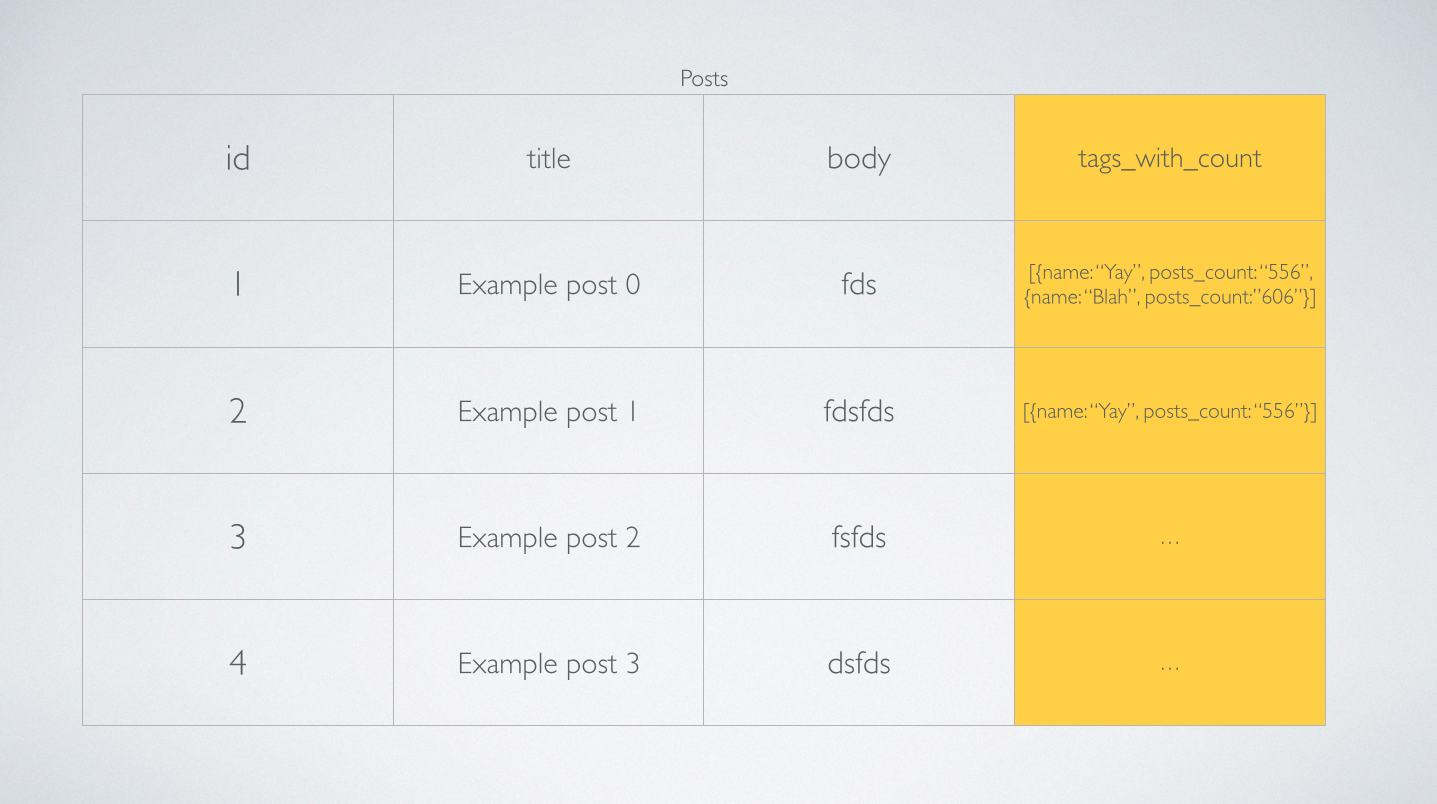 Posts
id title body tags_with_count
1 Example post 0 fds [{name:“Yay”, posts_count:“556”,
{name:“Blah”, posts_count:”606”}]
2 Example post 1 fdsfds [{name:“Yay”, posts_count:“556”}]
3 Example post 2 fsfds …
4 Example post 3 dsfds …